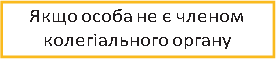 Якщо особа не є членом
колегіального органу